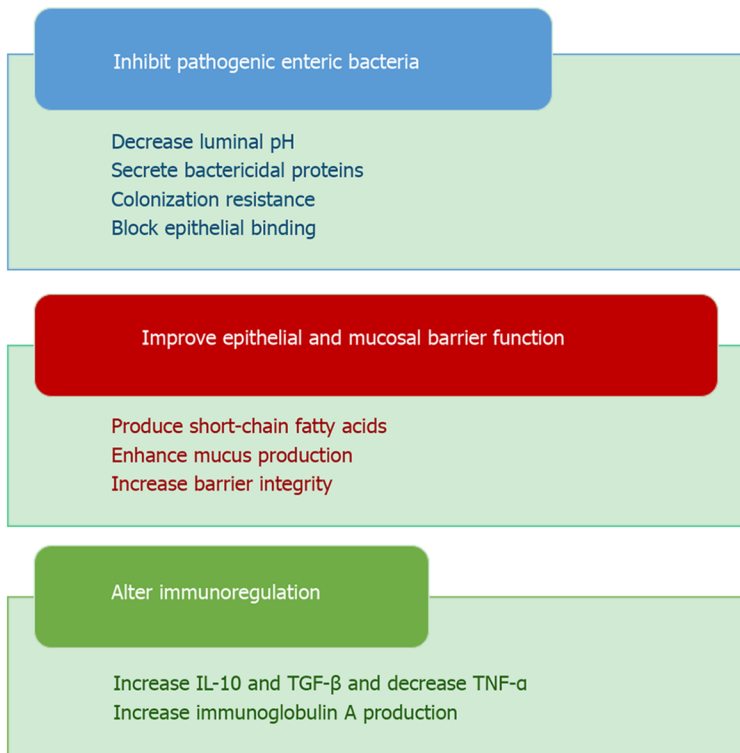 Inhibit pathogenic enteric bacteria
Decrease luminal pH
Secrete bactericidal proteins
Colonization resistance
Block epithelial binding
Improve epithelial and mucosal barrier function
Produce short-chain fatty acids
Enhance mucus production
Increase barrier integrity
Alter immunoregulation
Increase IL-10 and TGF-β and decrease TNF-α
Increase immunoglobulin A production